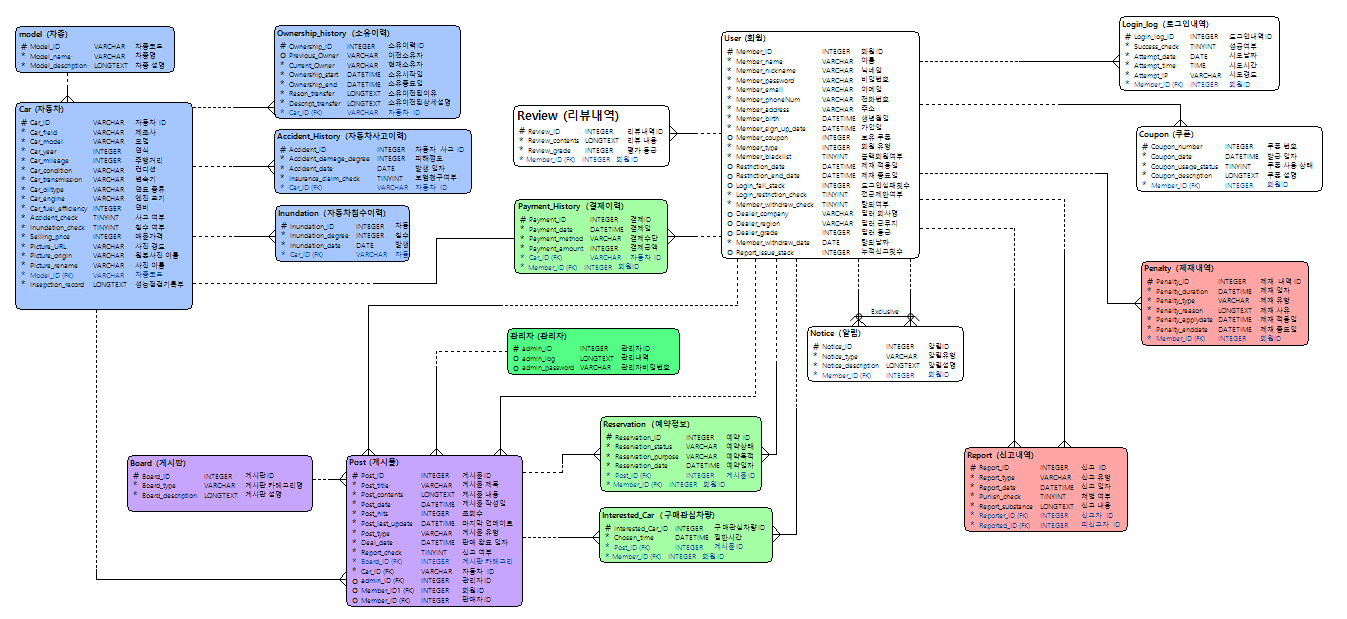 model (차종)
# Model_ID VARCHAR 차종코드
* Model_name VARCHAR 차종명
* Model_description LONGTEXT 차종 설명
Car (자동차)
# Car_ID VARCHAR 자동차 ID
* Car_field VARCHAR 제조사
* Car_model VARCHAR 모델
* Car_year INTEGER 연식
* Car_mileage INTEGER 주행거리
* Car_condition VARCHAR 컨디션
* Car_transmission VARCHAR 변속기
* Car_oiltype VARCHAR 연료 종류
* Car_engine VARCHAR 엔진 크기
* Car_fuel_efficiency INTEGER 연비
* Accident_check TINYINT 사고 여부
* Inundation_check TINYINT 침수 여부
* Selling_price INTEGER 매증가격
* Picture_URL VARCHAR 사진 경로
* Picture_origin VARCHAR 원본사진 이름
* Picture_rename VARCHAR 사진 이름
* Model_ID (FK) VARCHAR 차종코드
* Insepction_record LONGTEXT 성능점검기록부
Ownership_history (소유이력)
# Ownership_ID INTEGER 소유이력ID
O Previous_Owner VARCHAR 이전소유자
* Current_Owner VARCHAR 현재소유자
* Ownership_start DATETIME 소유시작일
* Ownership_end DATETIME 소유종료일
* Reson_transfer LONGTEXT 소유이전됨이유
* Descript_transfer LONGTEXT 소유이전됨상세설명
* Car_ID (FK) VARCHAR 자동차 ID
Accident_History (자동차사고이력)
# Accident_ID INTEGER 자동차 사고 ID
* Accident_damage_degree INTEGER 피해정도
* Accident_date DATE 발생 일자
* Insurance_claim_check TINYINT 보험청구여부
* Car_ID (FK) VARCHAR 자동차 ID
Inundation (자동차침수이력)
# Inundation_ID INTEGER 자동
* Inundation_degree INTEGER 침수
* Inundation_date DATE 발생
* Car_ID (FK) VARCHAR 자동
Review (리뷰내역)
# Review_ID INTEGER 리뷰내역ID
* Review_contents LONGTEXT 리뷰 내용
* Review_grade INTEGER 평가 등급
* Member_ID (FK) INTEGER 회원ID
Payment_History (결제이력)
# Payment_ID INTEGER 결제ID
* Payment_date DATETIME 결제일
* Payment_method VARCHAR 결제수단
* Payment_amount INTEGER 결제금액
* Car_ID (FK) VARCHAR 자동차 ID
* Member_ID (FK) INTEGER 회원ID
User (회원)
# Member_ID INTEGER 회원ID
* Member_name VARCHAR 이름
* Member_nickname VARCHAR 닉네임
* Member_password VARCHAR 비밀번호
* Member_email VARCHAR 이메일
* Member_phoneNum VARCHAR 전화번호
* Member_address VARCHAR 주소
* Member_birth DATETIME 생년월일
* Member_sign_up_date DATETIME 가입일
O Member_coupon INTEGER 보유 쿠폰
* Member_type INTEGER 회원 유형
* Member_blacklist TINYINT 블랙회원여부
O Restriction_date DATETIME 제재 적용일
O Restriction_end_date DATETIME 제재 종료일
O Login_fail_stack INTEGER 로그인실패횟수
* Login_restriction_check TINYINT 접근제한여부
* Member_withdraw_check TINYINT 탈퇴여부
O Dealer_company VARCHAR 딜러 회사명
O Dealer_region VARCHAR 딜러 근무지
O Dealer_grade INTEGER 딜러 등급
* Member_withdraw_date DATE 탈퇴날짜
O Report_issue_stack INTEGER 누적신고횟수
Login_log (로그인내역)
# Login_log_ID INTEGER 로그인내역ID
* Success_check TINYINT 성공여부
* Attempt_date DATE 시도날짜
* Attempt_time TIME 시도시간
* Attempt_IP VARCHAR 시도경로
* Member_ID (FK) INTEGER 회원ID
Coupon (쿠폰)
# Coupon_number INTEGER 쿠폰 번호
* Coupon_date DATETIME 발급 일자
* Coupon_usage_status TINYINT 쿠폰 사용 상태
* Coupon_description LONGTEXT 쿠폰 설명
* Member_ID (FK) INTEGER 회원ID
Penalty (제재내역)
# Penalty_ID INTEGER 제재 내역 ID
* Penalty_duration DATETIME 제재 일자
* Penalty_type VARCHAR 제재 유형
* Penalty_reason LONGTEXT 제재 사유
* Penalty_applydate DATETIME 제재 적용일
* Penalty_enddate DATETIME 제재 종료일
* Member_ID (FK) INTEGER 회원ID
Exclusive
Notice (알림)
# Notice_ID INTEGER 알림ID
* Notice_type VARCHAR 알림유형
* Notice_description LONGTEXT 알림설명
* Member_ID (FK) INTEGER 회원ID
관리자 (관리자)
# admin_ID INTEGER 관리자ID
O admin_log LONGTEXT 관리내역
O admin_password VARCHAR 관리자비밀번호
Reservation (예약정보)
# Reservation_ID INTEGER 예약 ID
* Reservation_status VARCHAR 예약상태
* Reservation_purpose VARCHAR 예약목적
* Reservation_date DATETIME 예약일자
* Post_ID (FK) INTEGER 게시중ID
* Member_ID (FK) INTEGER 회원ID
Interested_Car (구매관심차량)
# Interested_Car_ID INTEGER 구매관심차량ID
* Chosen_time DATETIME 찜한시간
* Post_ID (FK) INTEGER 게시중ID
* Member_ID (FK) INTEGER 회원ID
Board (게시판)
# Board_ID INTEGER 게시판ID
* Board_type VARCHAR 게시판 카테고리명
* Board_description LONGTEXT 게시판 설명
Post (게시물)
# Post_ID INTEGER 게시중ID
* Post_title VARCHAR 게시중 제목
* Post_contents LONGTEXT 게시중 내용
* Post_date DATETIME 게시중 작성일
* Post_hits INTEGER 조회수
* Post_last_update DATETIME 마지막 업데이트
* Post_type VARCHAR 게시중 유형
* Deal_date DATETIME 판매 완료 일자
* Report_check TINYINT 신고 여부
* Board_ID (FK) INTEGER 게시판 카테고리
* Car_ID (FK) VARCHAR 자동차 ID
O admin_ID (FK) INTEGER 관리자ID
O Member_ID1 (FK) INTEGER 회원ID
O Member_ID (FK) INTEGER 판매자ID
Report (신고내역)
# Report_ID INTEGER 신고 ID
* Report_type VARCHAR 신고 유형
* Report_date DATETIME 신고 일자
* Punish_check TINYINT 처벌 여부
* Report_substance LONGTEXT 신고 내용
* Reporter_ID (FK) INTEGER 신고자 ID
* Reported_ID (FK) INTEGER 피신고자 ID